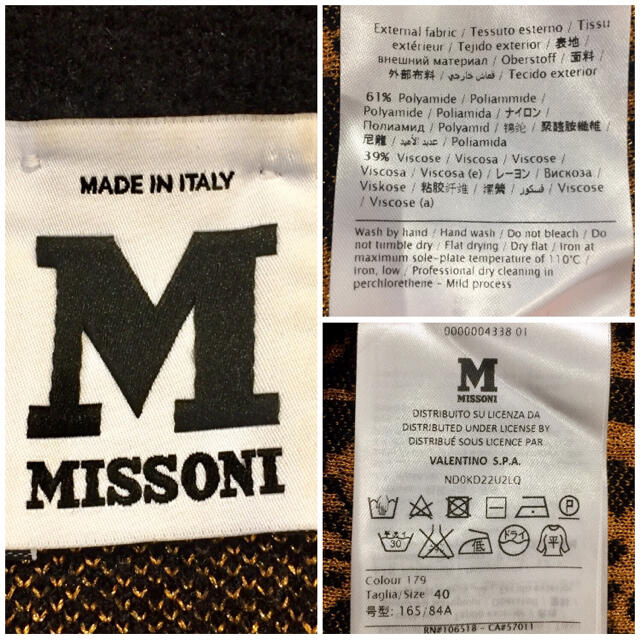 MADE IN ITALY
M
MISSONI
External fabric / Tessuto esterno / Tissu
extérieur / Tejido exterior / 表地 /
внешний материал / Oberstoff / 面料 /
外部布料 / قماش خارجي / Tecido exterior
61% Polyamide / Poliammide /
Polyamide / Poliamida / ナイロン /
Полиамид / Polyamid / 锦纶 / 聚醯胺纖維 /
尼龍 / عديد الأميد / Poliamida
39% Viscose / Viscosa / Viscose /
Viscosa / Viscosa (e) / レーヨン / Вискоза /
Viskose / 粘胶纤维 / 嫘縈 / فسكوز / Viscose
/ Viscose (a)
Wash by hand / Hand wash / Do not bleach / Do
not tumble dry / Flat drying / Dry flat / Iron at
maximum sole-plate temperature of 110°C /
Iron, low / Professional dry cleaning in
perchlorethene - Mild process
0000004338 01
M
MISSONI
DISTRIBUITO SU LICENZA DA
DISTRIBUTED UNDER LICENSE BY
DISTRIBUÉ SOUS LICENCE PAR
VALENTINO S.P.A.
ND0KD22U2LQ
P
30 低 ドライ 平
Colour 179
Taglia/Size 40
号型: 165/84A
RN#106518 - CA#57011